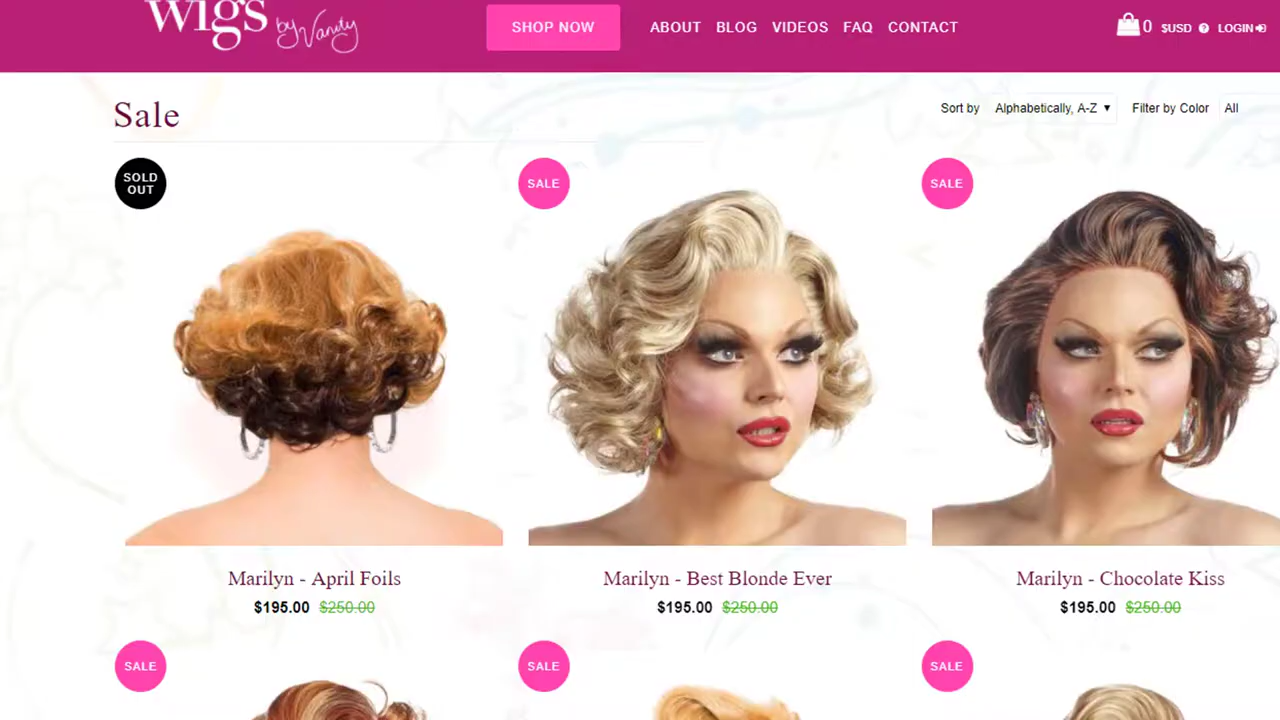 Wigs by Vanity
SHOP NOW
ABOUT BLOG VIDEOS FAQ CONTACT
0 $USD ? LOGIN
Sale
Sort by Alphabetically, A-Z ▼ Filter by Color All
SOLD
OUT
SALE
SALE
Marilyn - April Foils
$195.00 $250.00
Marilyn - Best Blonde Ever
$195.00 $250.00
Marilyn - Chocolate Kiss
$195.00 $250.00
SALE
SALE
SALE